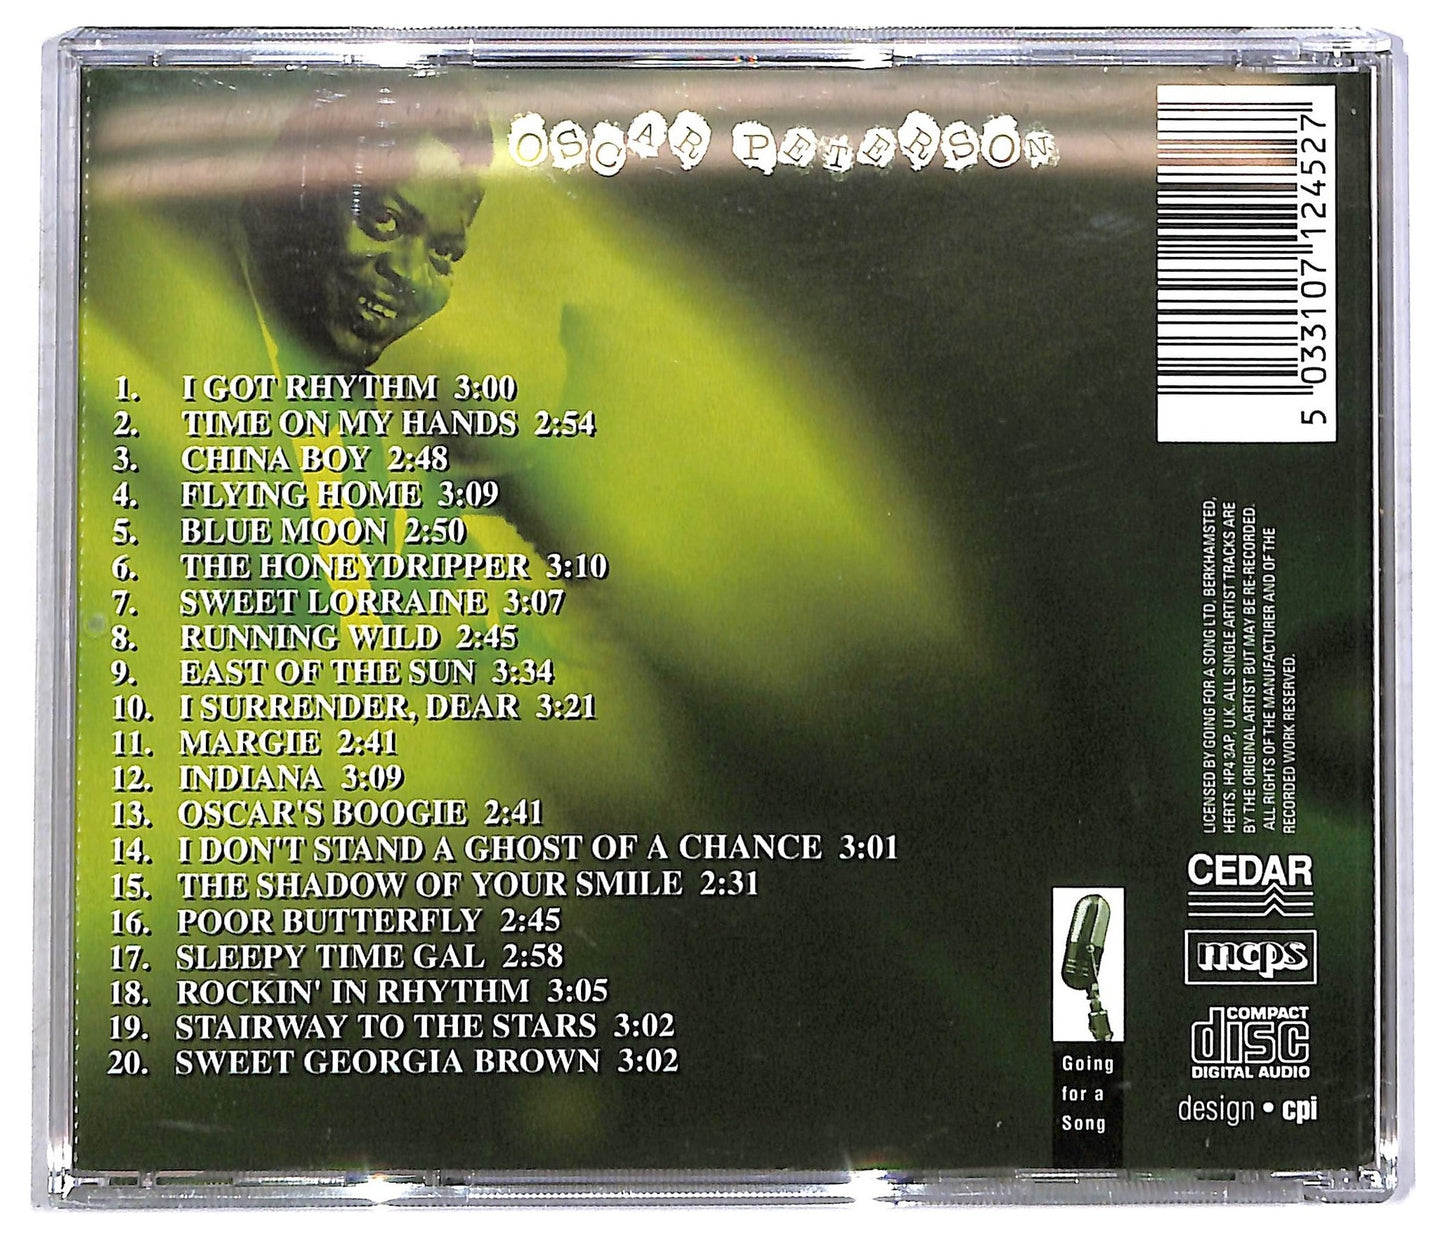 OSCAR PETERSON
1. I GOT RHYTHM 3:00
2. TIME ON MY HANDS 2:54
3. CHINA BOY 2:48
4. FLYING HOME 3:09
5. BLUE MOON 2:50
6. THE HONEYDRIPPER 3:10
7. SWEET LORRAINE 3:07
8. RUNNING WILD 2:45
9. EAST OF THE SUN 3:34
10. I SURRENDER, DEAR 3:21
11. MARGIE 2:41
12. INDIANA 3:09
13. OSCAR'S BOOGIE 2:41
14. I DON'T STAND A GHOST OF A CHANCE 3:01
15. THE SHADOW OF YOUR SMILE 2:31
16. POOR BUTTERFLY 2:45
17. SLEEPY TIME GAL 2:58
18. ROCKIN' IN RHYTHM 3:05
19. STAIRWAY TO THE STARS 3:02
20. SWEET GEORGIA BROWN 3:02
5 033107 124527
LICENSED BY GOING FOR A SONG LTD, BERKHAMSTED,
HERTS, HP4 3AP, U.K. ALL SINGLE ARTIST TRACKS ARE
BY THE ORIGINAL ARTIST BUT MAY BE RE-RECORDED.
ALL RIGHTS OF THE MANUFACTURER AND OF THE
RECORDED WORK RESERVED.
CEDAR
mcps
COMPACT
disc
DIGITAL AUDIO
design • cpi
Going
for a
Song